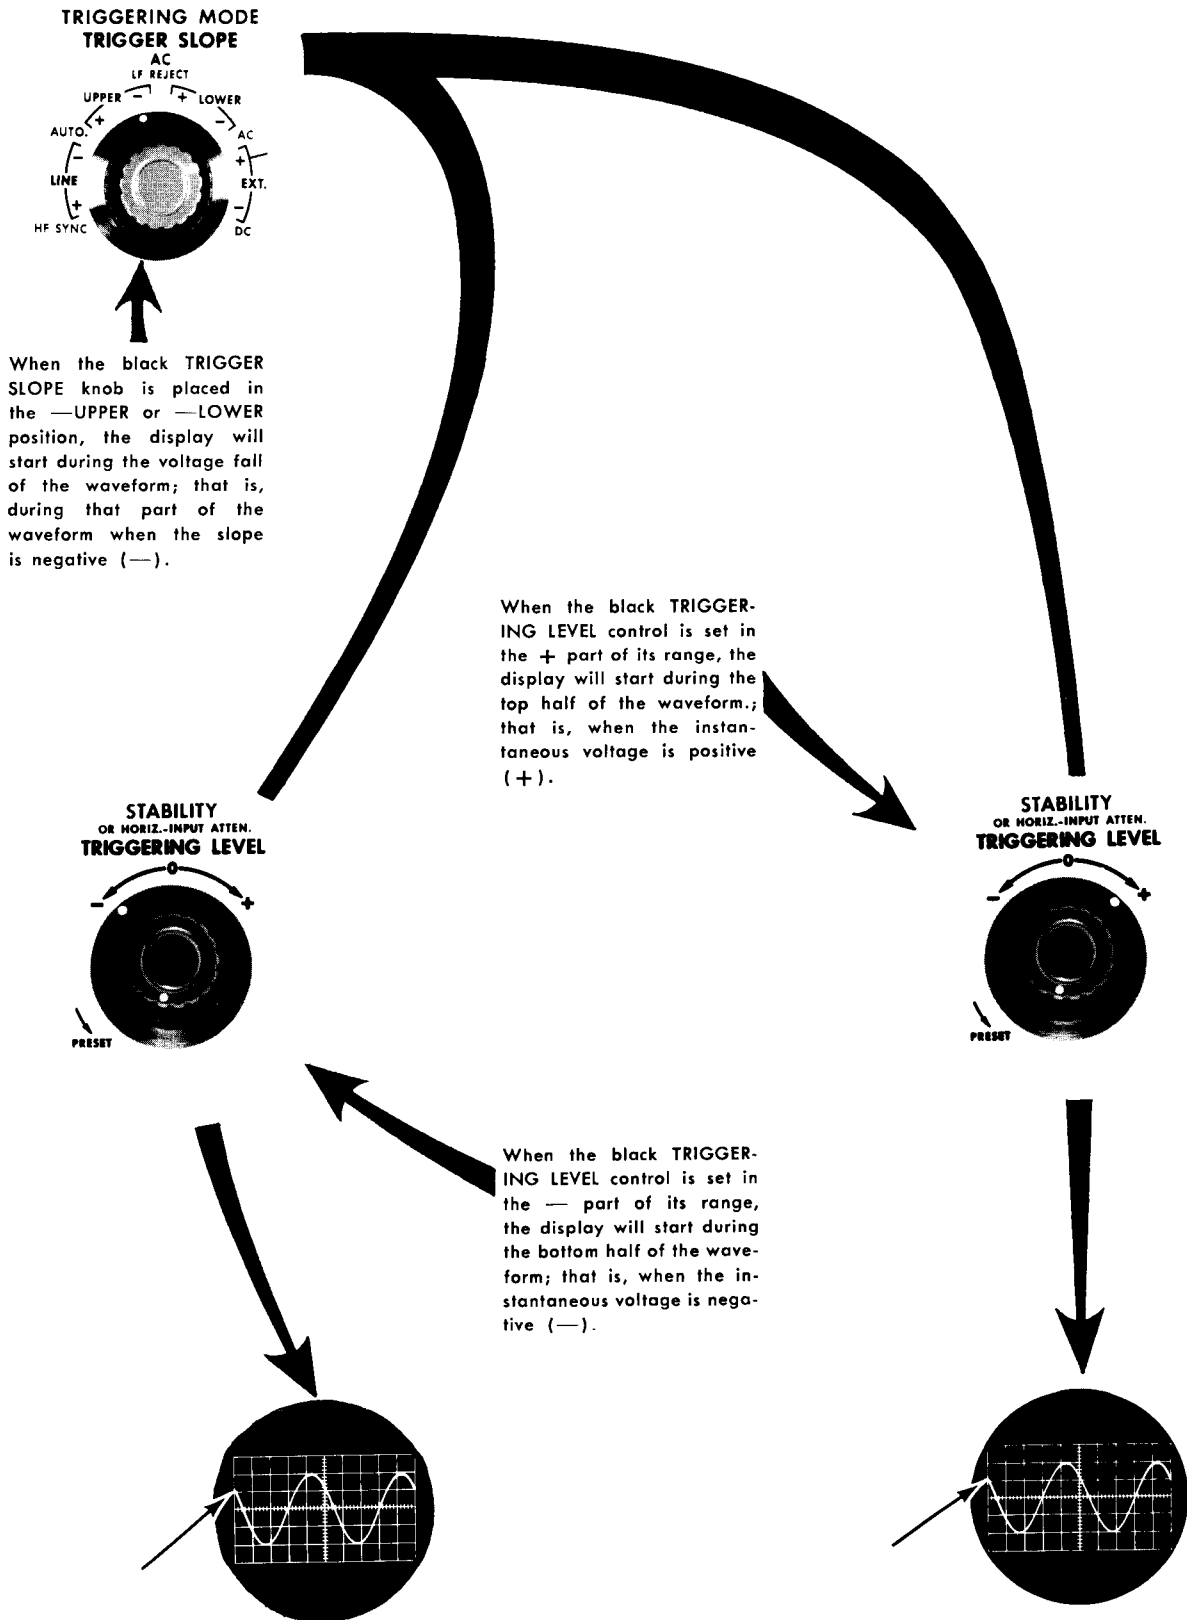 TRIGGERING MODE
TRIGGER SLOPE
AC
LF REJECT
UPPER - + LOWER
+ -
AUTO. AC
- +
LINE EXT.
+ -
HF SYNC DC
When the black TRIGGER
SLOPE knob is placed in
the —UPPER or —LOWER
position, the display will
start during the voltage fall
of the waveform; that is,
during that part of the
waveform when the slope
is negative (—).
When the black TRIGGER-
ING LEVEL control is set in
the + part of its range, the
display will start during the
top half of the waveform.;
that is, when the instan-
taneous voltage is positive
(+).
STABILITY
OR HORIZ.-INPUT ATTEN.
TRIGGERING LEVEL
0
- +
PRESET
STABILITY
OR HORIZ.-INPUT ATTEN.
TRIGGERING LEVEL
0
- +
PRESET
When the black TRIGGER-
ING LEVEL control is set in
the — part of its range,
the display will start during
the bottom half of the wave-
form; that is, when the in-
stantaneous voltage is nega-
tive (—).